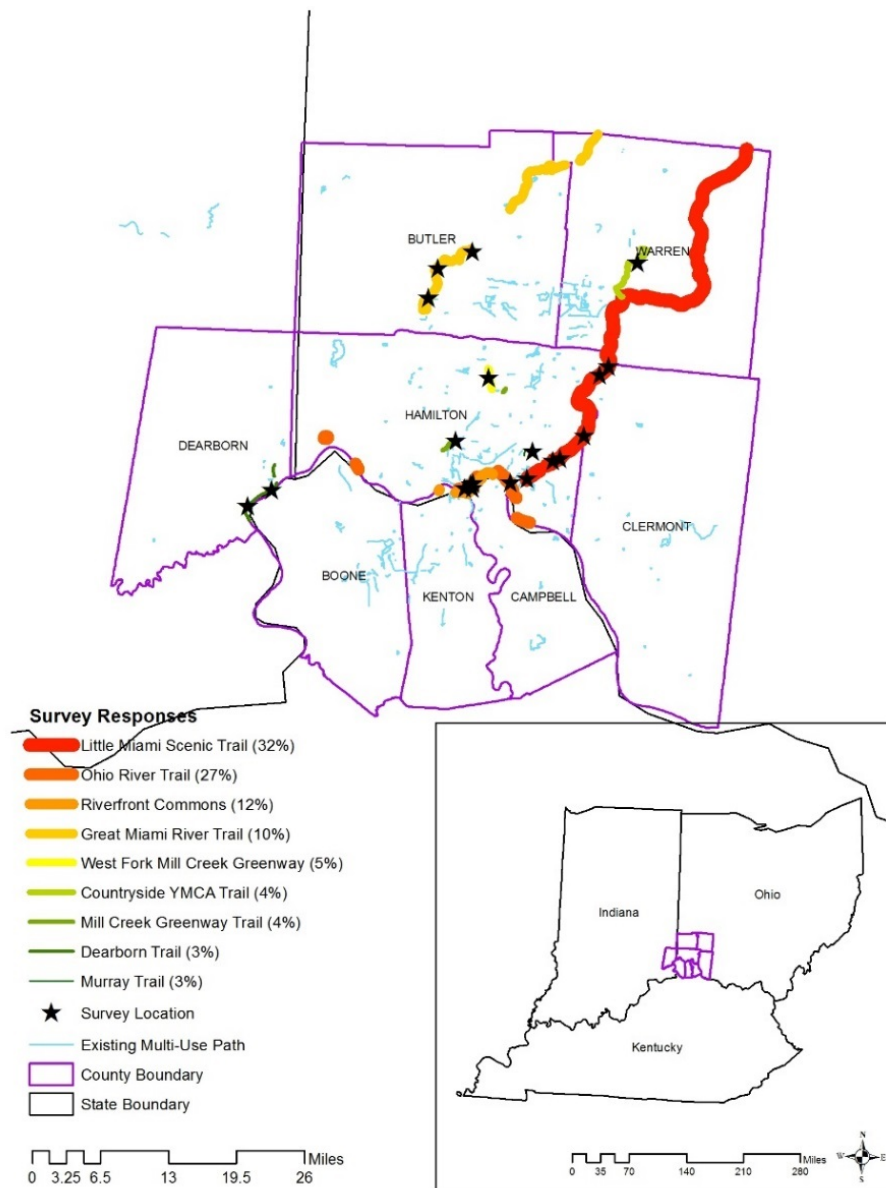 BUTLER
WARREN
HAMILTON
DEARBORN
CLERMONT
BOONE
KENTON
CAMPBELL
Survey Responses
Little Miami Scenic Trail (32%)
Ohio River Trail (27%)
Riverfront Commons (12%)
Great Miami River Trail (10%)
West Fork Mill Creek Greenway (5%)
Countryside YMCA Trail (4%)
Mill Creek Greenway Trail (4%)
Dearborn Trail (3%)
Murray Trail (3%)
Survey Location
Existing Multi-Use Path
County Boundary
State Boundary
Miles
0 3.25 6.5 13 19.5 26
Indiana
Ohio
Kentucky
Miles
0 35 70 140 210 280
N
W E
S